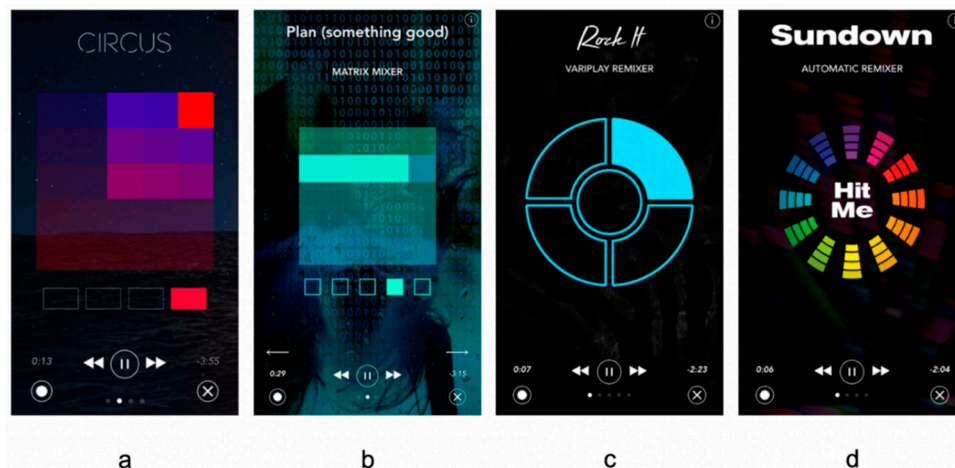 CIRCUS
0:13
-3:55
Plan (something good)
MATRIX MIXER
0:29
-3:15
i
Rock It
VARIPLAY REMIXER
0:07
-2:23
i
Sundown
AUTOMATIC REMIXER
Hit
Me
0:06
-2:04
i
a
b
c
d